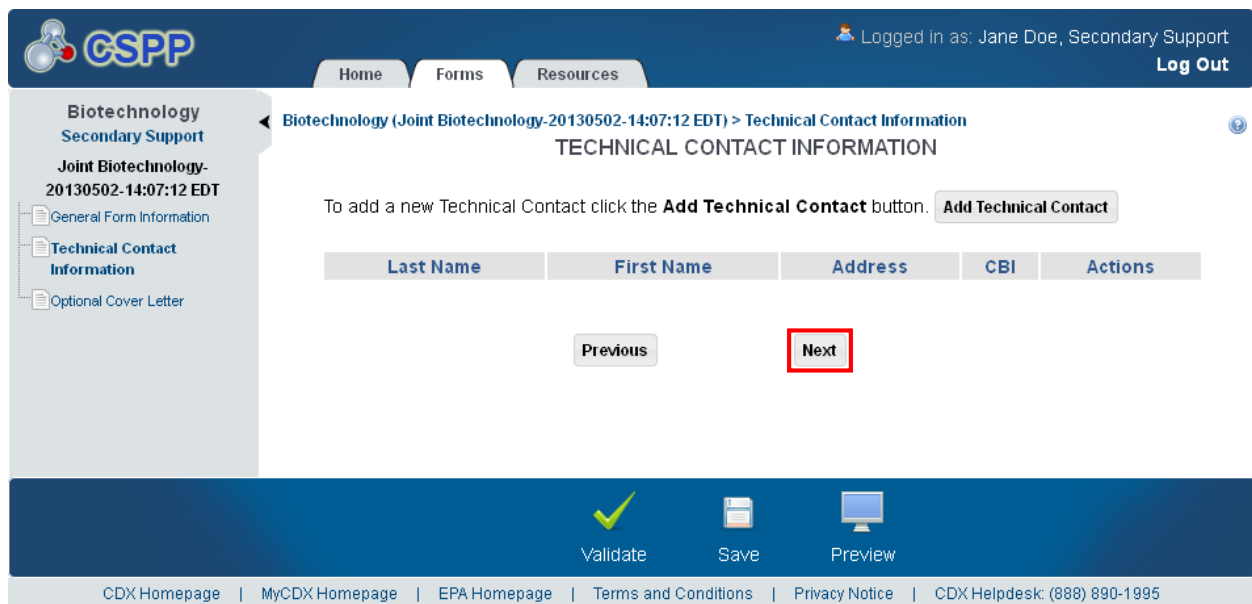 CSPP
Logged in as: Jane Doe, Secondary Support
Log Out
Home Forms Resources
Biotechnology
Secondary Support
Joint Biotechnology-
20130502-14:07:12 EDT
General Form Information
Technical Contact
Information
Optional Cover Letter
Biotechnology (Joint Biotechnology-20130502-14:07:12 EDT) > Technical Contact Information
TECHNICAL CONTACT INFORMATION
To add a new Technical Contact click the Add Technical Contact button. Add Technical Contact
Last Name First Name Address CBI Actions
Previous Next
Validate Save Preview
CDX Homepage | MyCDX Homepage | EPA Homepage | Terms and Conditions | Privacy Notice | CDX Helpdesk: (888) 890-1995